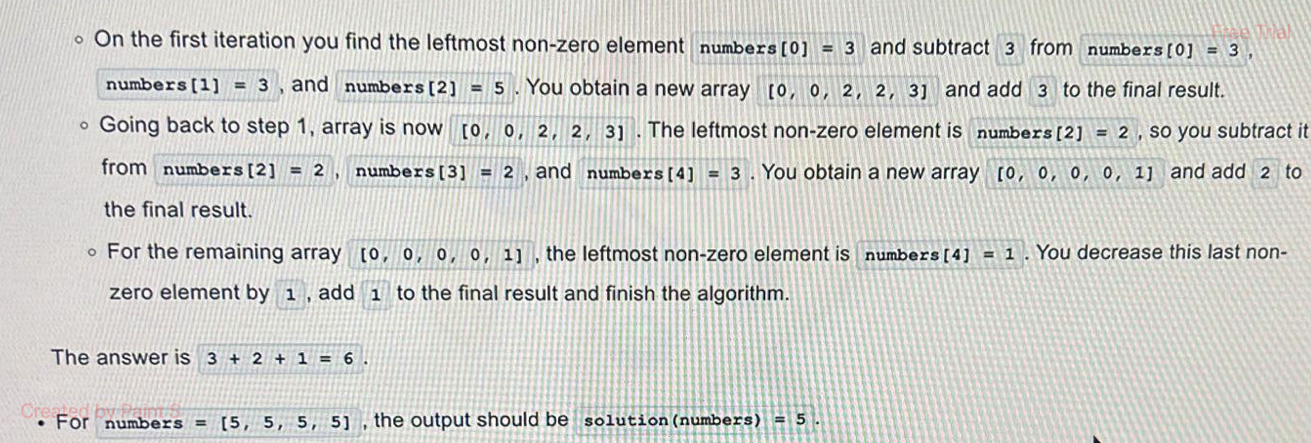 Free Trial
◦ On the first iteration you find the leftmost non-zero element numbers[0] = 3 and subtract 3 from numbers[0] = 3,
numbers[1] = 3, and numbers[2] = 5. You obtain a new array [0, 0, 2, 2, 3] and add 3 to the final result.
◦ Going back to step 1, array is now [0, 0, 2, 2, 3]. The leftmost non-zero element is numbers[2] = 2, so you subtract it
from numbers[2] = 2, numbers[3] = 2, and numbers[4] = 3. You obtain a new array [0, 0, 0, 0, 1] and add 2 to
the final result.
◦ For the remaining array [0, 0, 0, 0, 1], the leftmost non-zero element is numbers[4] = 1. You decrease this last non-
zero element by 1, add 1 to the final result and finish the algorithm.
The answer is 3 + 2 + 1 = 6.
Created by Paint S
• For numbers = [5, 5, 5, 5], the output should be solution(numbers) = 5.